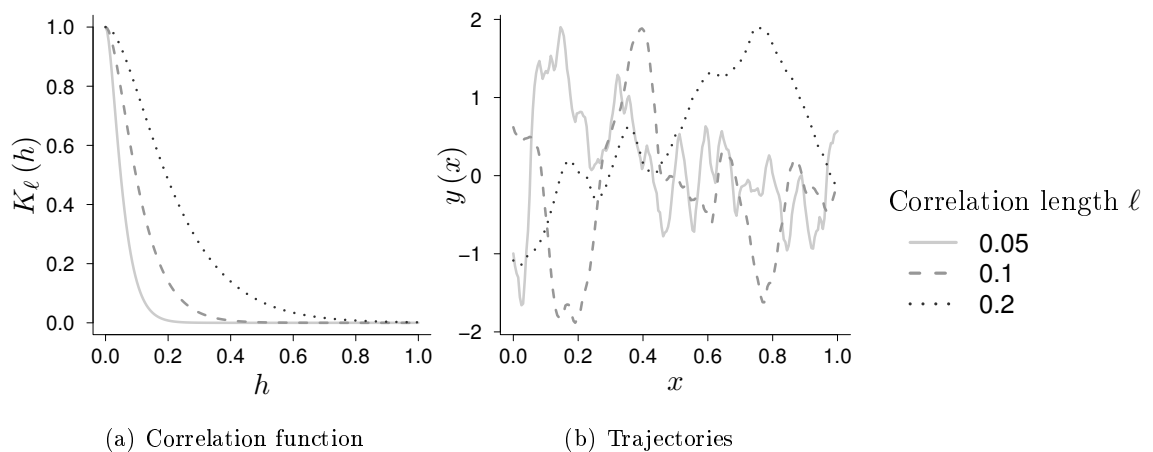 1.0
0.8
0.6
0.4
0.2
0.0
K_ℓ(h)
0.0 0.2 0.4 0.6 0.8 1.0
h
(a) Correlation function
2
1
0
−1
−2
y(x)
0.0 0.2 0.4 0.6 0.8 1.0
x
(b) Trajectories
Correlation length ℓ
0.05
0.1
0.2